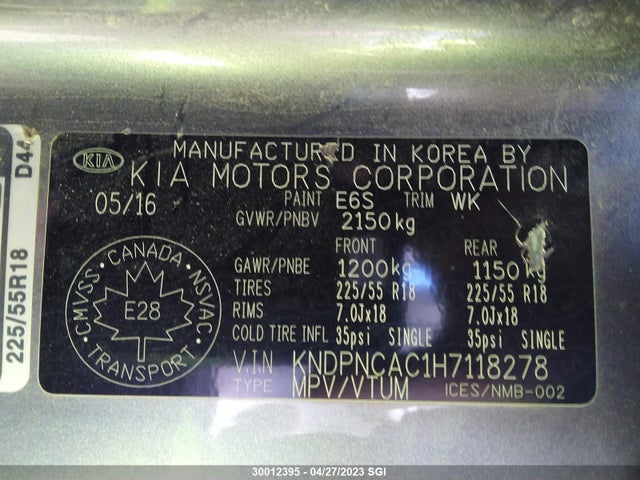 KIA
MANUFACTURED IN KOREA BY
KIA MOTORS CORPORATION
05/16 PAINT E6S TRIM WK
GVWR/PNBV 2150kg
FRONT REAR
GAWR/PNBE 1200kg 1150kg
TIRES 225/55 R18 225/55 R18
RIMS 7.0Jx18 7.0Jx18
COLD TIRE INFL 35psi SINGLE 35psi SINGLE
V.I.N KNDPNCAC1H7118278
TYPE MPV/VTUM ICES/NMB-002
CMVSS • CANADA • NSVAC
E28
TRANSPORT
225/55R18
30012395 - 04/27/2023 SGI